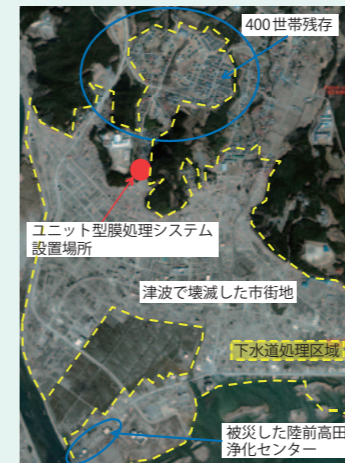 400世帯残存
ユニット型膜処理システム
設置場所
津波で壊滅した市街地
下水道処理区域
被災した陸前高田
浄化センター